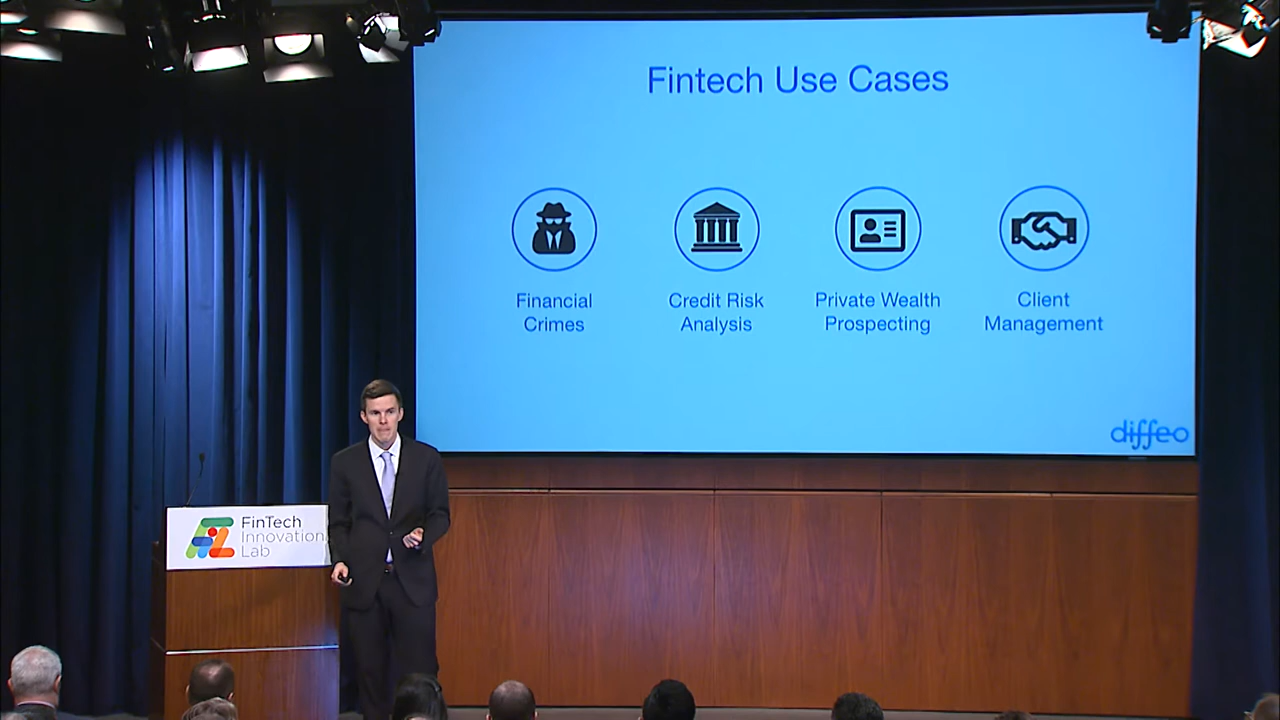 Fintech Use Cases
Financial
Crimes
Credit Risk
Analysis
Private Wealth
Prospecting
Client
Management
diffeo
FinTech
Innovation
Lab